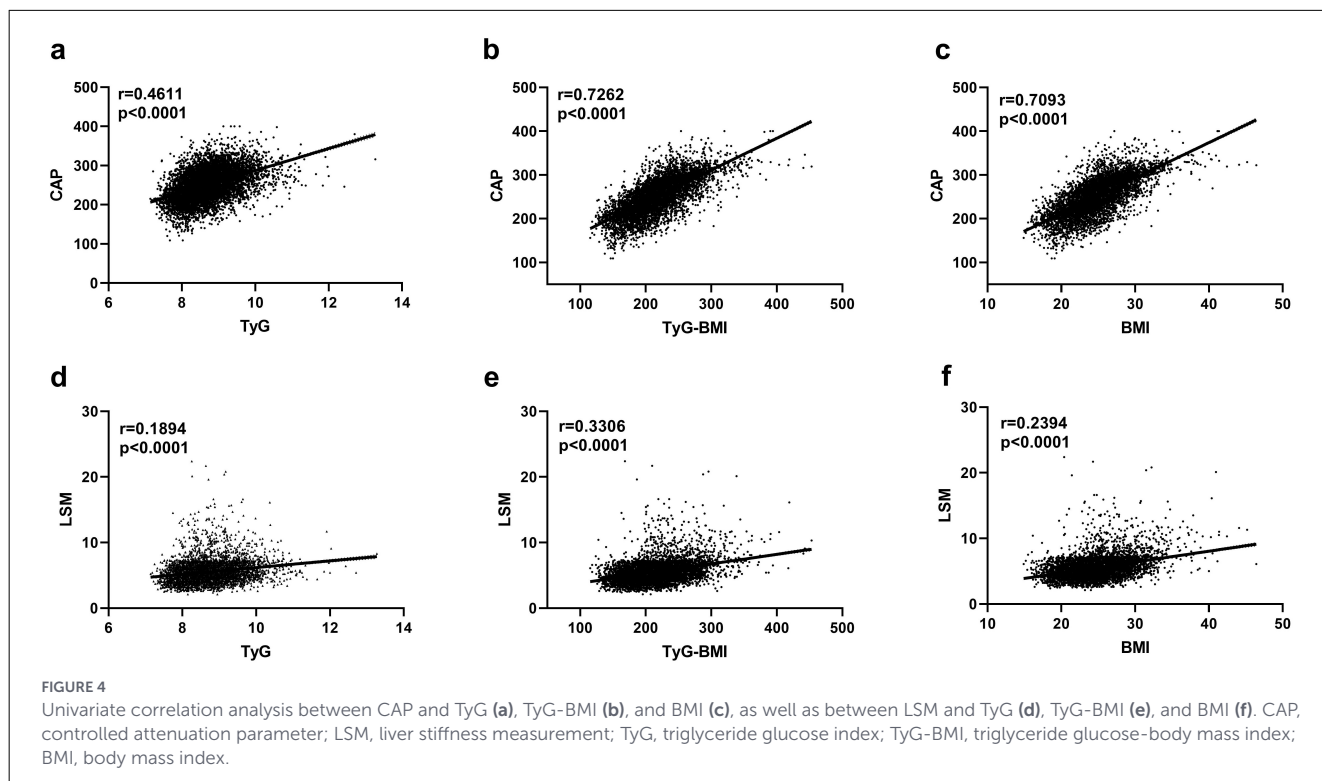 a
r=0.4611
p<0.0001
500
400
300
200
100
0
CAP
6 8 10 12 14
TyG
b
r=0.7262
p<0.0001
500
400
300
200
100
CAP
100 200 300 400 500
TyG-BMI
c
r=0.7093
p<0.0001
500
400
300
200
100
CAP
10 20 30 40 50
BMI
d
r=0.1894
p<0.0001
30
20
10
0
LSM
6 8 10 12 14
TyG
e
r=0.3306
p<0.0001
30
20
10
0
LSM
100 200 300 400 500
TyG-BMI
f
r=0.2394
p<0.0001
30
20
10
0
LSM
10 20 30 40 50
BMI
FIGURE 4
Univariate correlation analysis between CAP and TyG (a), TyG-BMI (b), and BMI (c), as well as between LSM and TyG (d), TyG-BMI (e), and BMI (f). CAP,
controlled attenuation parameter; LSM, liver stiffness measurement; TyG, triglyceride glucose index; TyG-BMI, triglyceride glucose-body mass index;
BMI, body mass index.